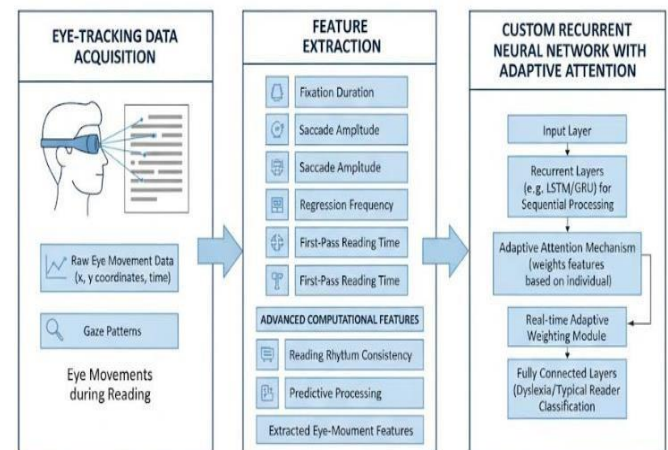 EYE-TRACKING DATA
ACQUISITION
Raw Eye Movement Data
(x, y coordinates, time)
Gaze Patterns
Eye Movements
during Reading
FEATURE
EXTRACTION
Fixation Duration
Saccade Amplitude
Saccade Amplitude
Regression Frequency
First-Pass Reading Time
First-Pass Reading Time
ADVANCED COMPUTATIONAL FEATURES
Reading Rhytlum Consistency
Predictive Processing
Extracted Eye-Moument Features
CUSTOM RECURRENT
NEURAL NETWORK WITH
ADAPTIVE ATTENTION
Input Layer
Recurrent Layers
(e.g. LSTM/GRU) for
Sequential Processing
Adaptive Attention Mechanism
(weights features
based on individual)
Real-time Adaptive
Weighting Module
Fully Connected Layers
(Dyslexia/Typical Reader
Classification